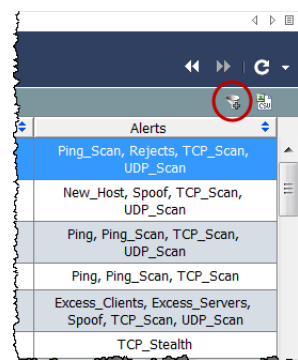 CSV
Alerts
Ping_Scan, Rejects, TCP_Scan,
UDP_Scan
New_Host, Spoof, TCP_Scan,
UDP_Scan
Ping, Ping_Scan, TCP_Scan,
UDP_Scan
Ping, Ping_Scan, TCP_Scan
Excess_Clients, Excess_Servers,
Spoof, TCP_Scan, UDP_Scan
TCP_Stealth